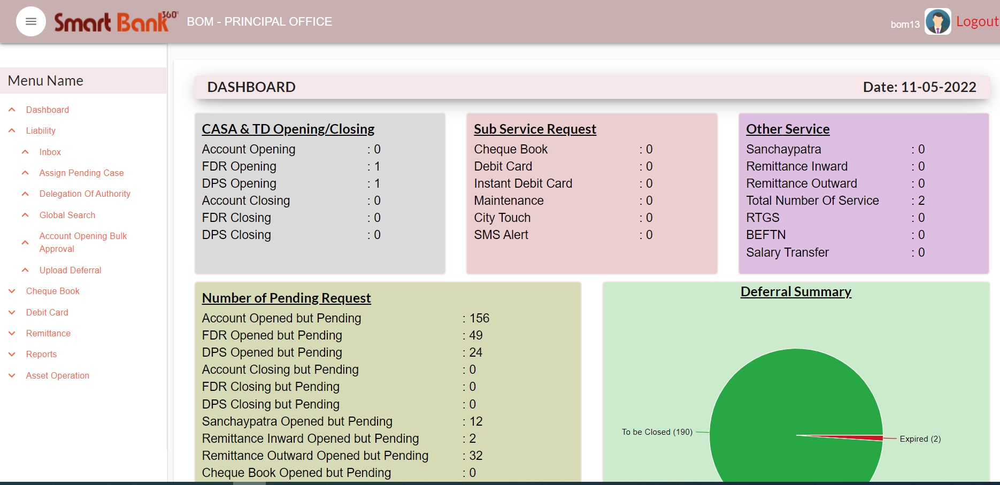 Smart Bank 360°
BOM - PRINCIPAL OFFICE
bom13
Logout
Menu Name
Dashboard
Liability
Inbox
Assign Pending Case
Delegation Of Authority
Global Search
Account Opening Bulk
Approval
Upload Deferral
Cheque Book
Debit Card
Remittance
Reports
Asset Operation
DASHBOARD
Date: 11-05-2022
CASA & TD Opening/Closing
Account Opening : 0
FDR Opening : 1
DPS Opening : 1
Account Closing : 0
FDR Closing : 0
DPS Closing : 0
Sub Service Request
Cheque Book : 0
Debit Card : 0
Instant Debit Card : 0
Maintenance : 0
City Touch : 0
SMS Alert : 0
Other Service
Sanchaypatra : 0
Remittance Inward : 0
Remittance Outward : 0
Total Number Of Service : 2
RTGS : 0
BEFTN : 0
Salary Transfer : 0
Number of Pending Request
Account Opened but Pending : 156
FDR Opened but Pending : 49
DPS Opened but Pending : 24
Account Closing but Pending : 0
FDR Closing but Pending : 0
DPS Closing but Pending : 0
Sanchaypatra Opened but Pending : 12
Remittance Inward Opened but Pending : 2
Remittance Outward Opened but Pending : 32
Cheque Book Opened but Pending : 0
Deferral Summary
To be Closed (190)
Expired (2)